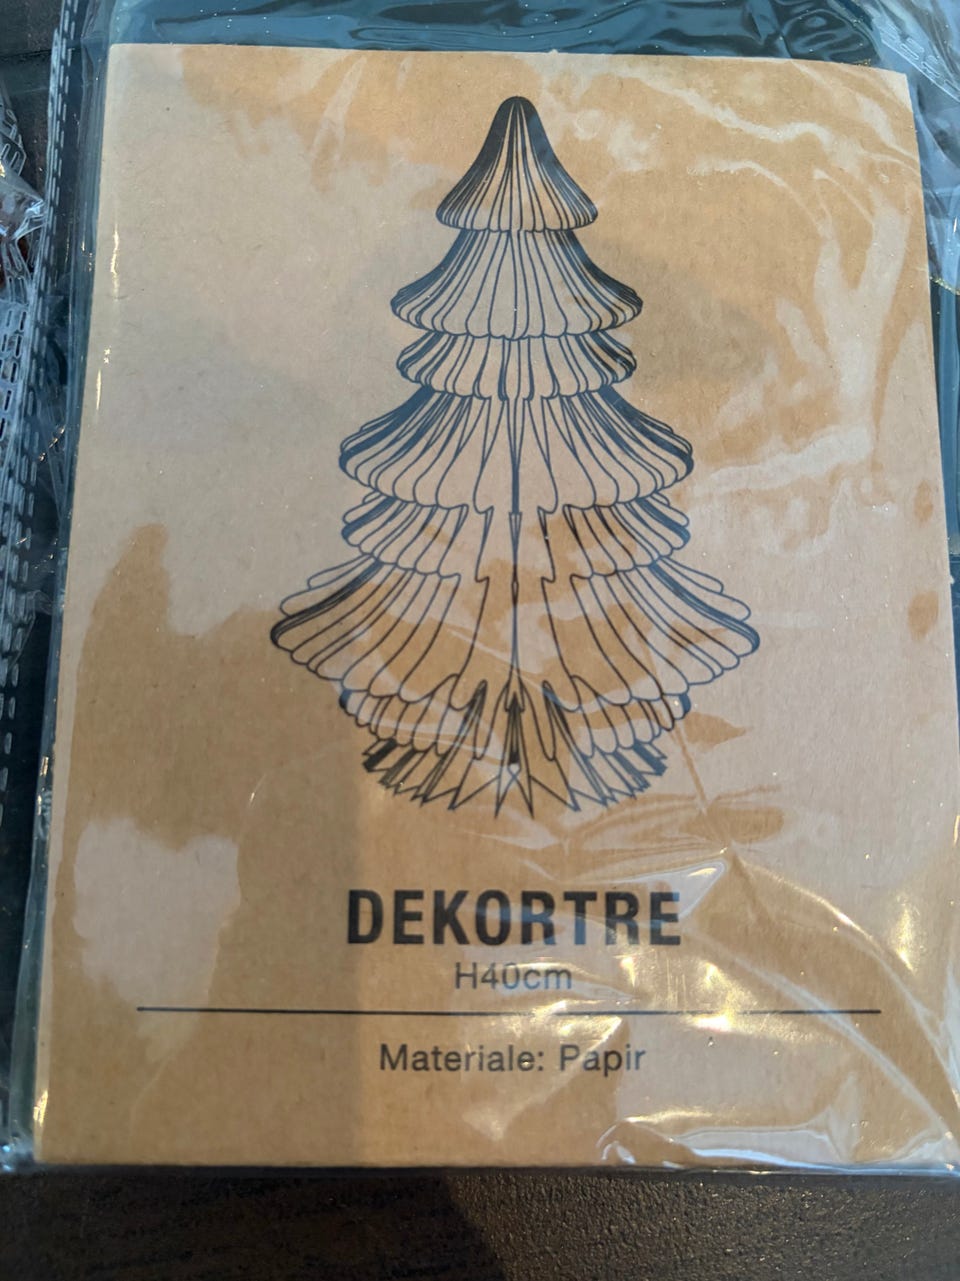 DEKORTRE
H40cm
Materiale: Papir